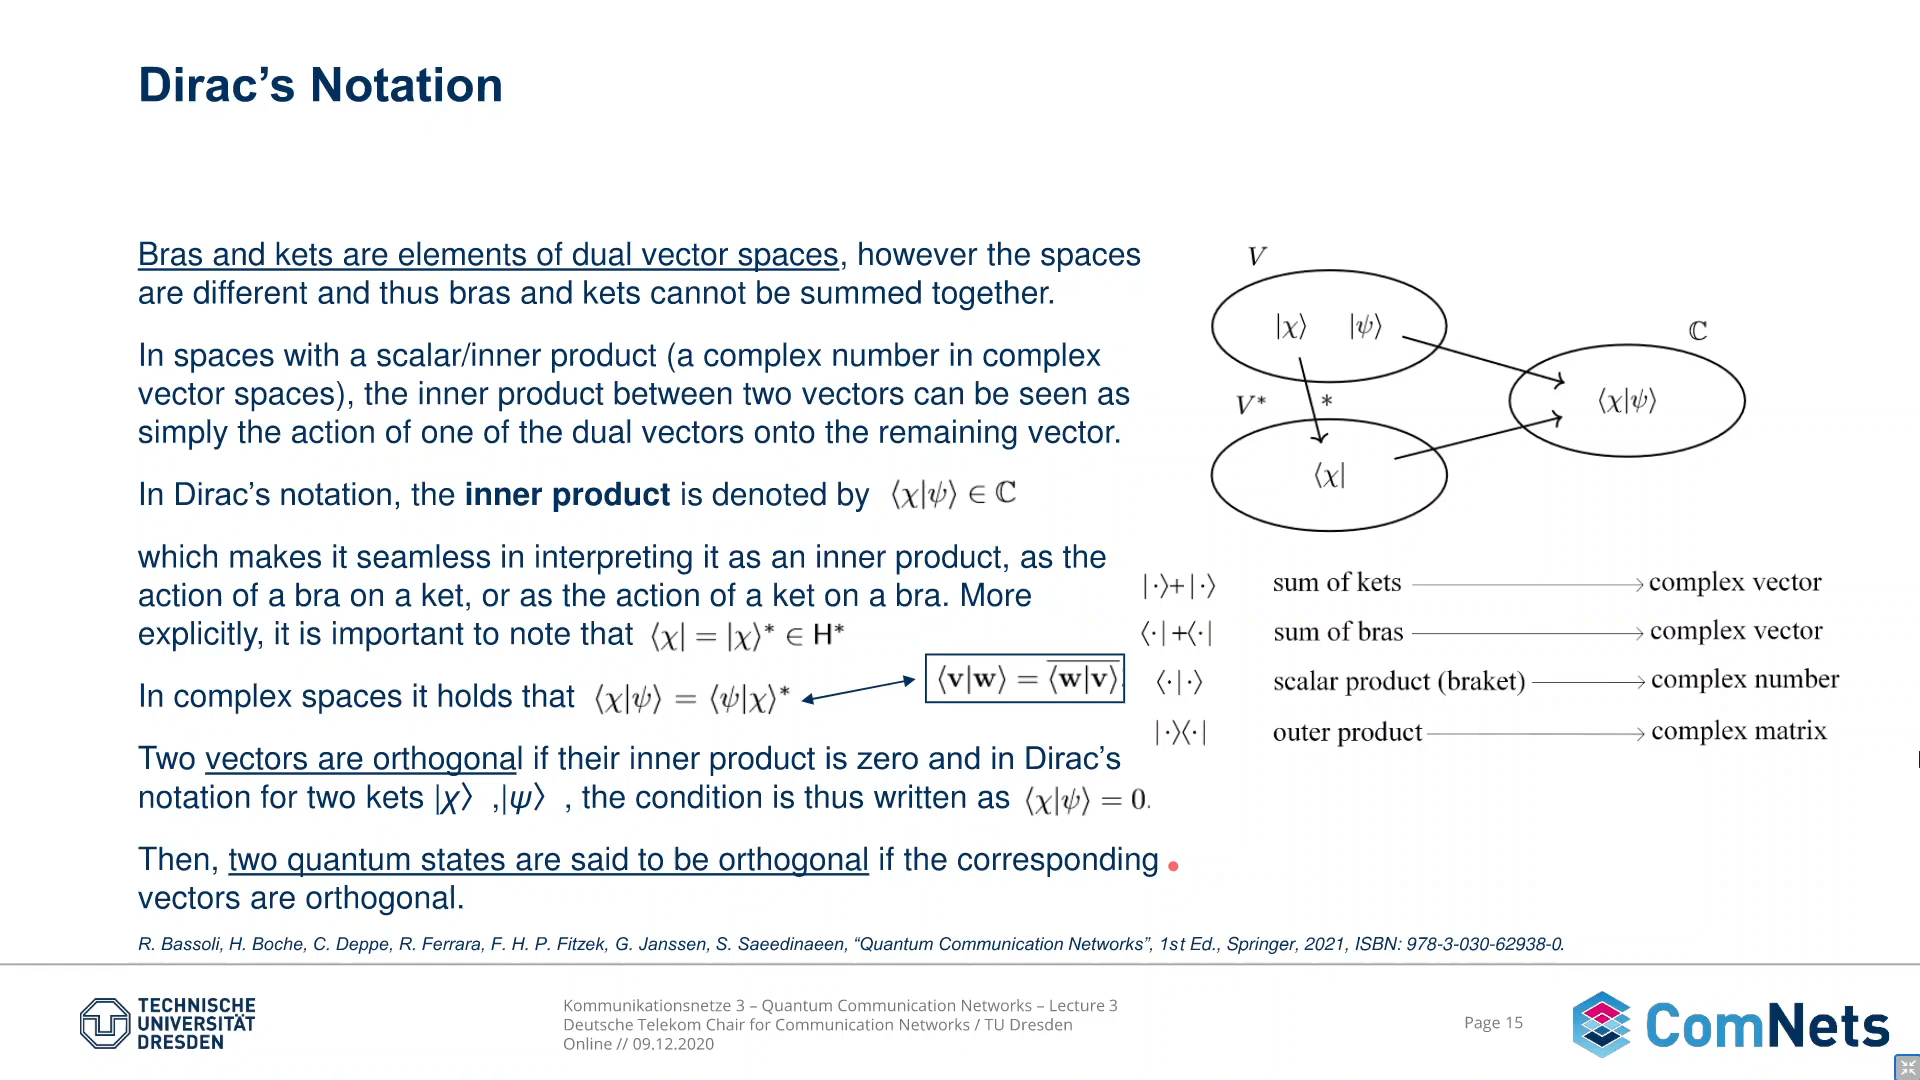 Dirac’s Notation
Bras and kets are elements of dual vector spaces, however the spaces
are different and thus bras and kets cannot be summed together.
In spaces with a scalar/inner product (a complex number in complex
vector spaces), the inner product between two vectors can be seen as
simply the action of one of the dual vectors onto the remaining vector.
In Dirac’s notation, the inner product is denoted by ⟨χ|ψ⟩ ∈ ℂ
which makes it seamless in interpreting it as an inner product, as the
action of a bra on a ket, or as the action of a ket on a bra. More
explicitly, it is important to note that ⟨χ| = |χ⟩* ∈ H*
In complex spaces it holds that ⟨χ|ψ⟩ = ⟨ψ|χ⟩*
⟨v|w⟩ = \overline{⟨w|v⟩}.
Two vectors are orthogonal if their inner product is zero and in Dirac’s
notation for two kets |χ〉 ,|ψ〉 , the condition is thus written as ⟨χ|ψ⟩ = 0.
Then, two quantum states are said to be orthogonal if the corresponding
vectors are orthogonal.
V
|χ⟩ |ψ⟩
ℂ
⟨χ|ψ⟩
V* *
⟨χ|
|·⟩+|·⟩ sum of kets complex vector
⟨·|+⟨·| sum of bras complex vector
⟨·|·⟩ scalar product (braket) complex number
|·⟩⟨·| outer product complex matrix
R. Bassoli, H. Boche, C. Deppe, R. Ferrara, F. H. P. Fitzek, G. Janssen, S. Saeedinaeen, “Quantum Communication Networks”, 1st Ed., Springer, 2021, ISBN: 978-3-030-62938-0.
TECHNISCHE
UNIVERSITÄT
DRESDEN
Kommunikationsnetze 3 – Quantum Communication Networks – Lecture 3
Deutsche Telekom Chair for Communication Networks / TU Dresden
Online // 09.12.2020
Page 15
ComNets